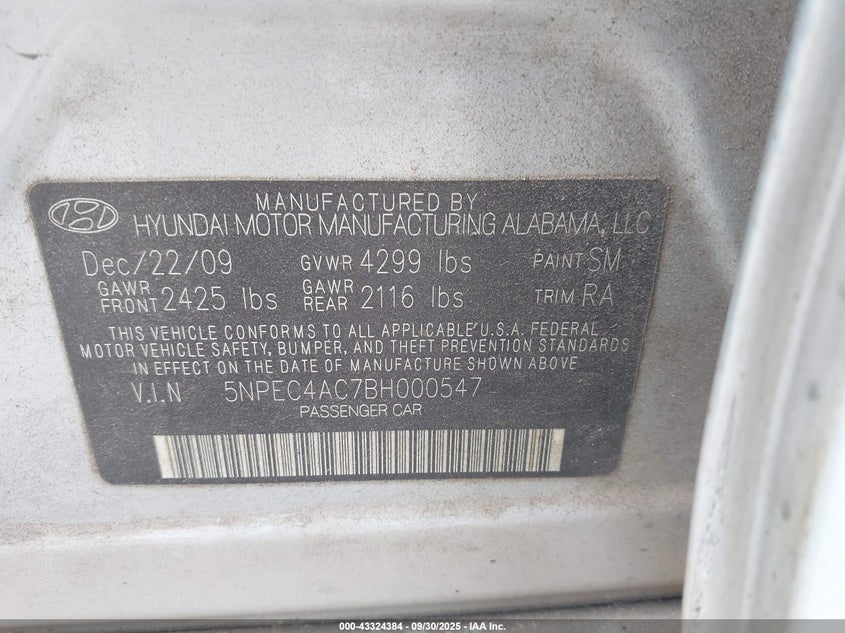 MANUFACTURED BY
HYUNDAI MOTOR MANUFACTURING ALABAMA, LLC
Dec/22/09 GVWR 4299 lbs PAINT SM
GAWR FRONT 2425 lbs GAWR REAR 2116 lbs TRIM RA
THIS VEHICLE CONFORMS TO ALL APPLICABLE U.S.A. FEDERAL
MOTOR VEHICLE SAFETY, BUMPER, AND THEFT PREVENTION STANDARDS
IN EFFECT ON THE DATE OF MANUFACTURE SHOWN ABOVE
V.I.N 5NPEC4AC7BH000547
PASSENGER CAR
000-43324384 - 09/30/2025 - IAA Inc.